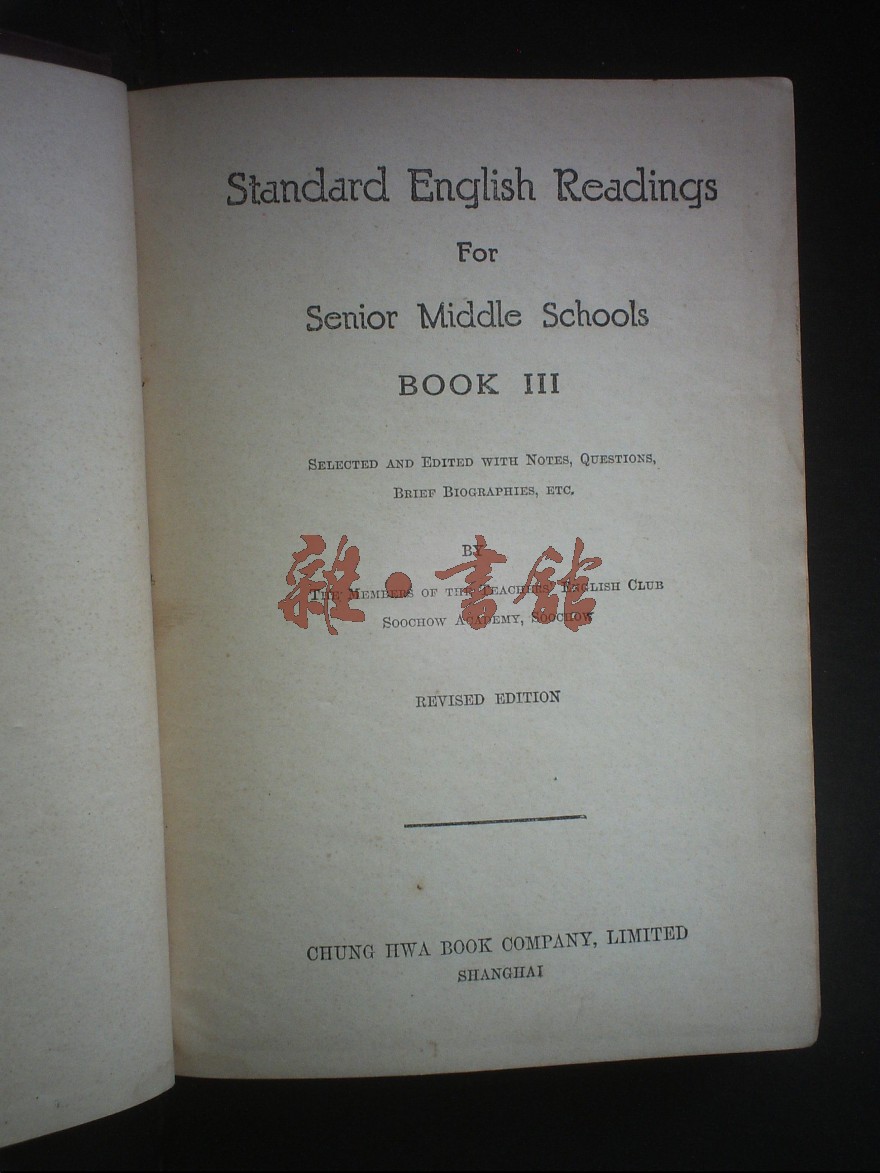 Standard English Readings
For
Senior Middle Schools
BOOK III
SELECTED AND EDITED WITH NOTES, QUESTIONS,
BRIEF BIOGRAPHIES, ETC.
BY
THE MEMBERS OF THE TEACHERS' ENGLISH CLUB
SOOCHOW ACADEMY, SOOCHOW
雜·書館
REVISED EDITION
CHUNG HWA BOOK COMPANY, LIMITED
SHANGHAI